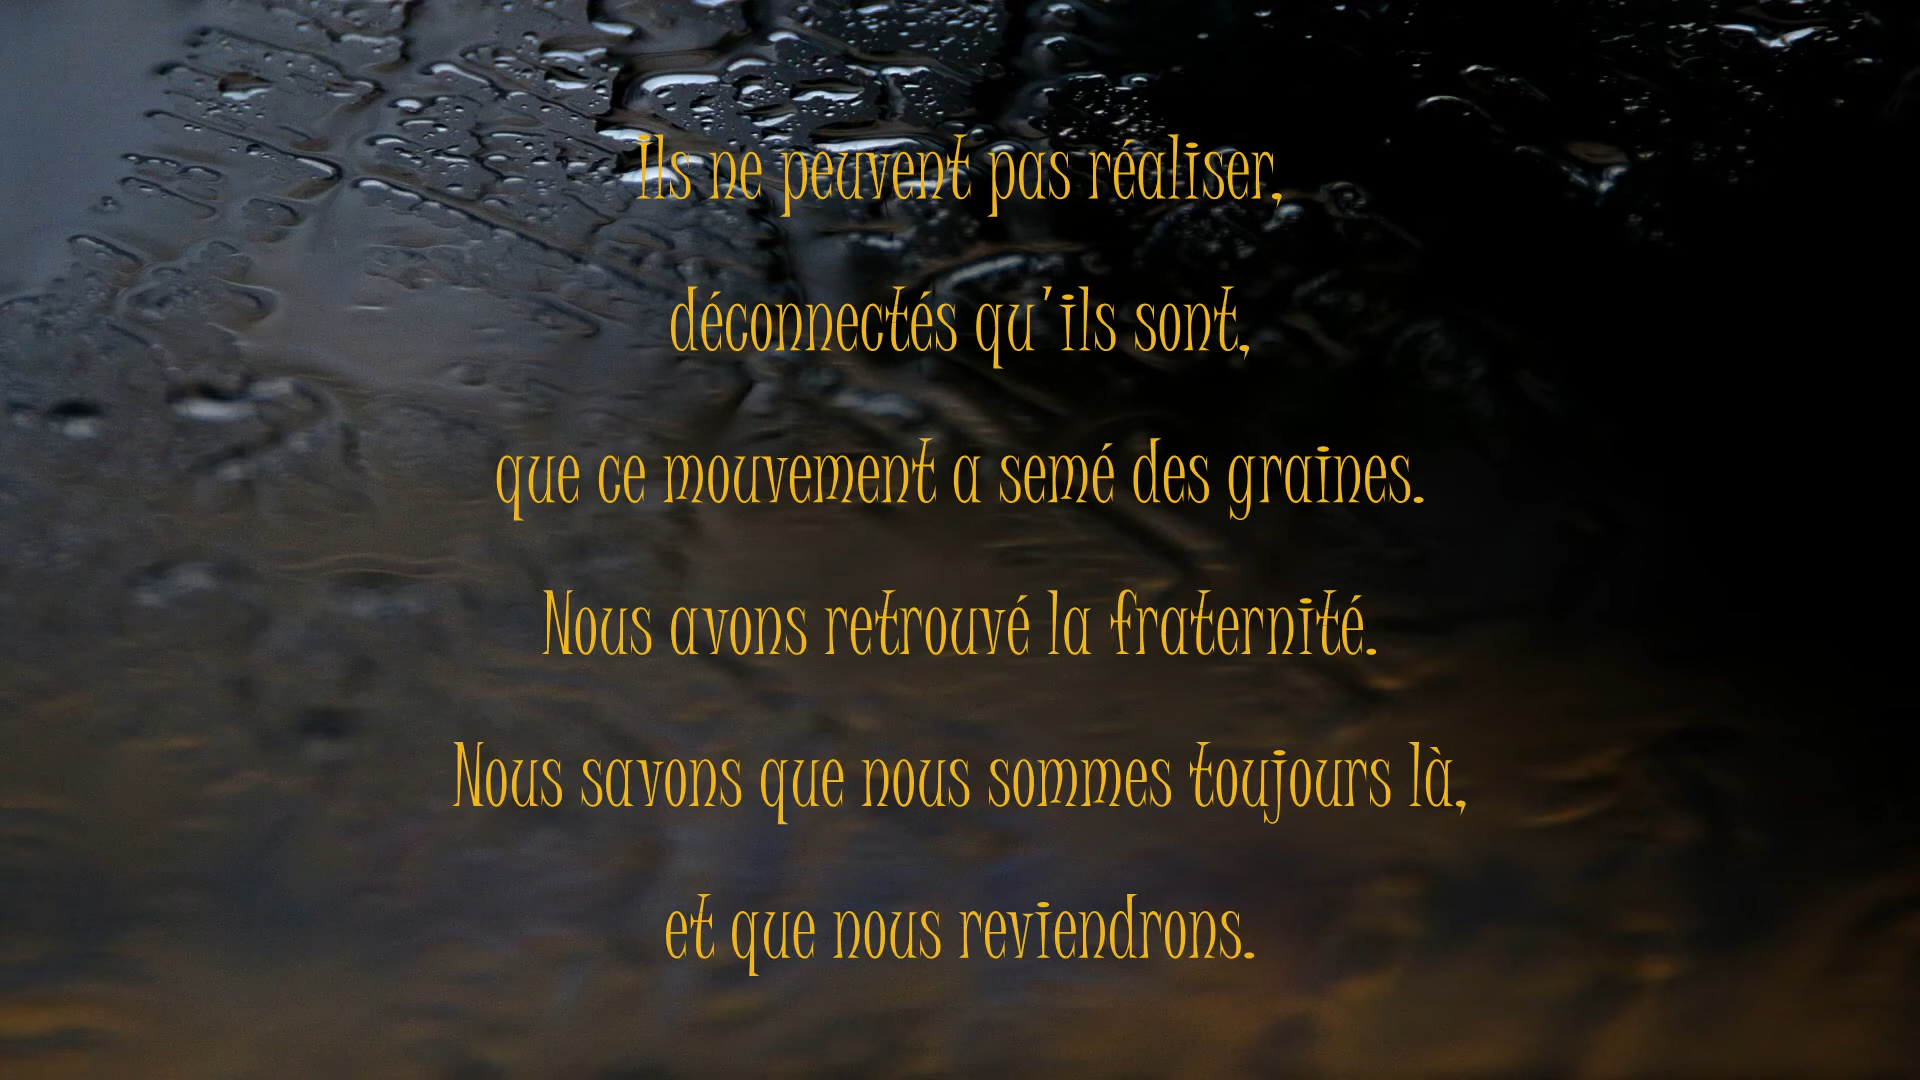 Ils ne peuvent pas réaliser,
déconnectés qu'ils sont,
que ce mouvement a semé des graines.
Nous avons retrouvé la fraternité.
Nous savons que nous sommes toujours là,
et que nous reviendrons.